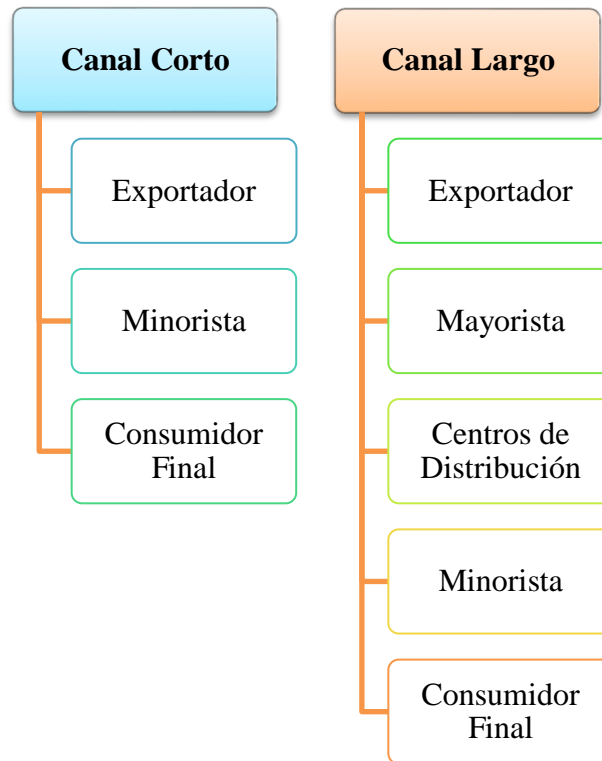 Canal Corto
Exportador
Minorista
Consumidor
Final
Canal Largo
Exportador
Mayorista
Centros de
Distribución
Minorista
Consumidor
Final